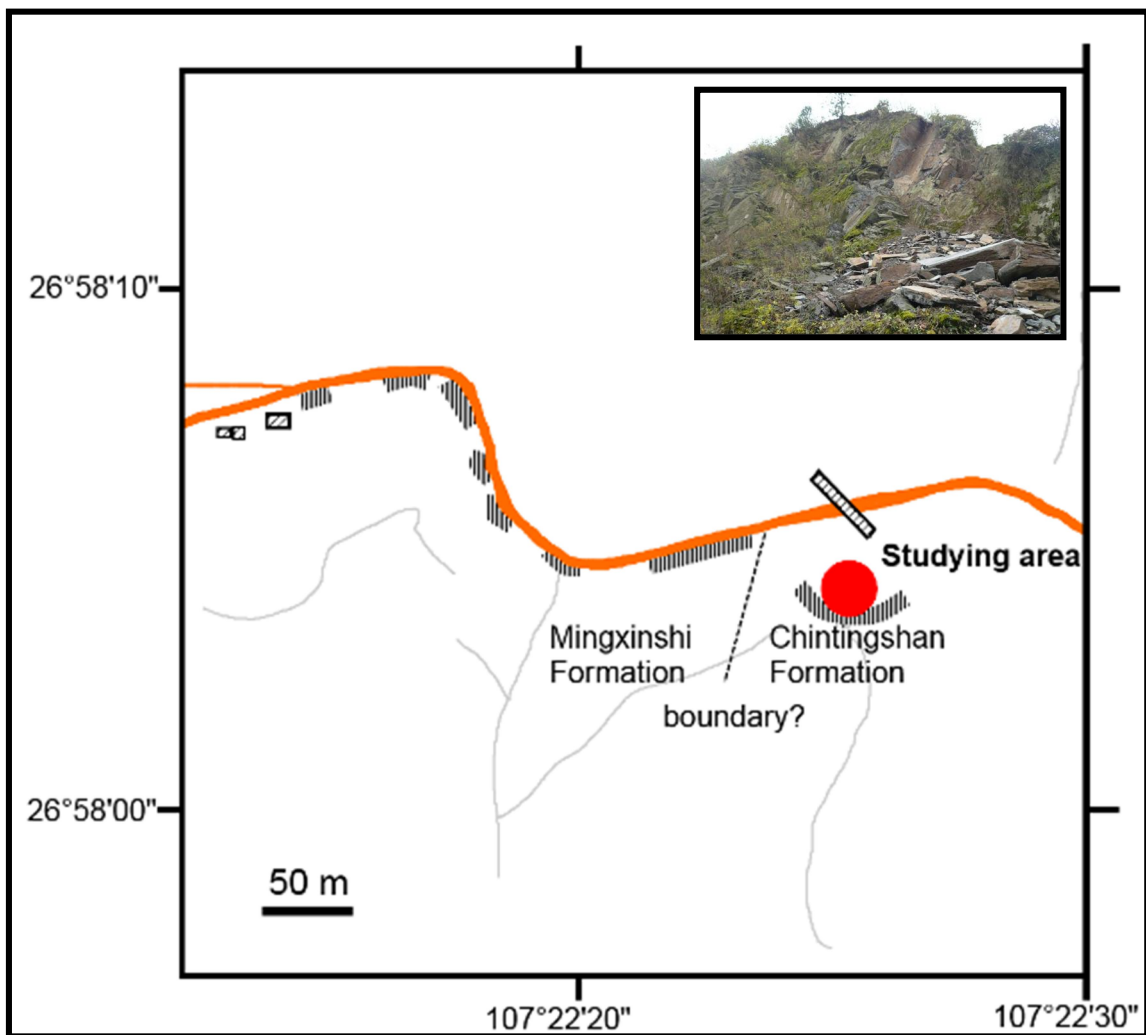 26°58'10"
Studying area
Mingxinshi
Formation
Chintingshan
Formation
boundary?
26°58'00"
50 m
107°22'20"
107°22'30"